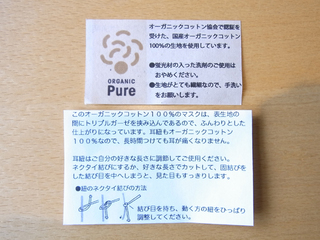 オーガニックコットン協会で認証を
受けた、国産オーガニックコットン
100%の生地を使用しています。
●蛍光材の入った洗剤のご使用は
おやめください。
●生地がとても繊細なので、手洗い
をお願いします。
ORGANIC
Pure
このオーガニックコットン１００％のマスクは、表生地の
間にトリプルガーゼを挟み込んであるので、ふんわりとした
仕上がりになっています。耳紐もオーガニックコットン
１００％なので、長時間つけても耳が痛くなりません。
耳紐はご自分の好きな長さに調節してご使用ください。
ネクタイ結びにするか、好きな長さでカットして、固結びを
した結び目を中へしまうと、見た目もすっきりします。
●紐のネクタイ結びの方法
結び目を持ち、動く方の紐をひっぱり
調整してください。